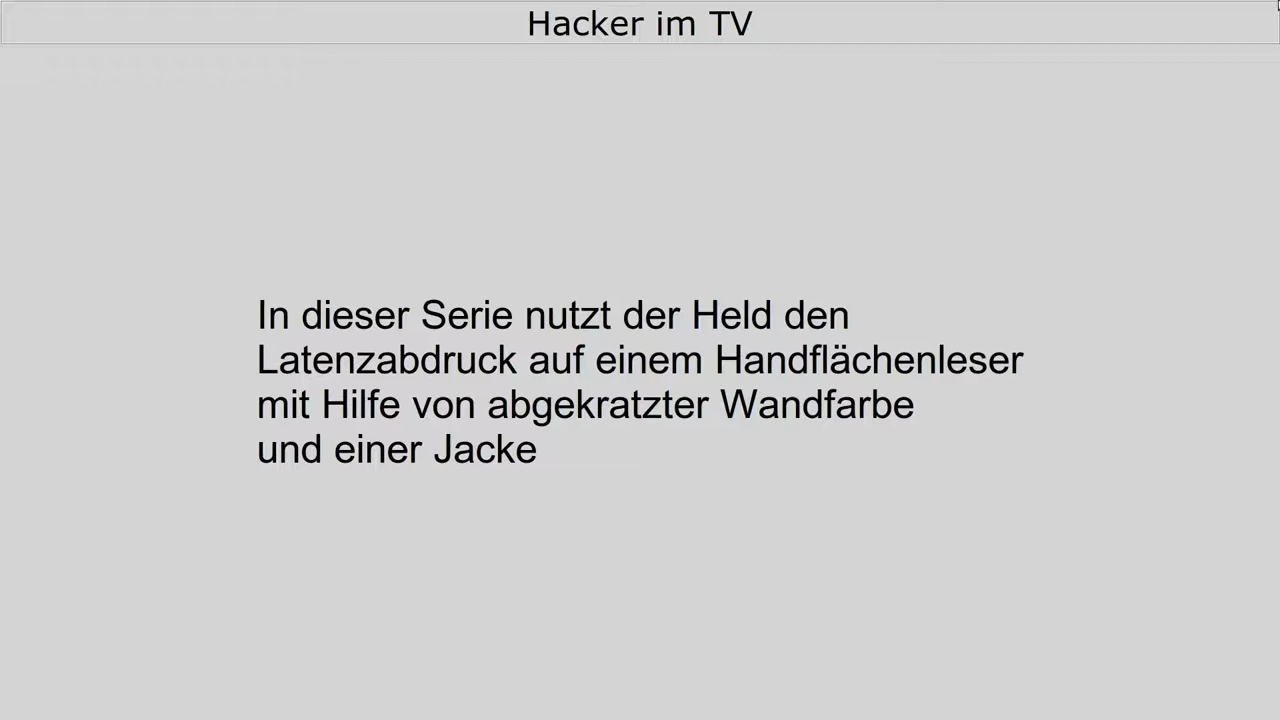 Hacker im TV
In dieser Serie nutzt der Held den
Latenzabdruck auf einem Handflächenleser
mit Hilfe von abgekratzter Wandfarbe
und einer Jacke